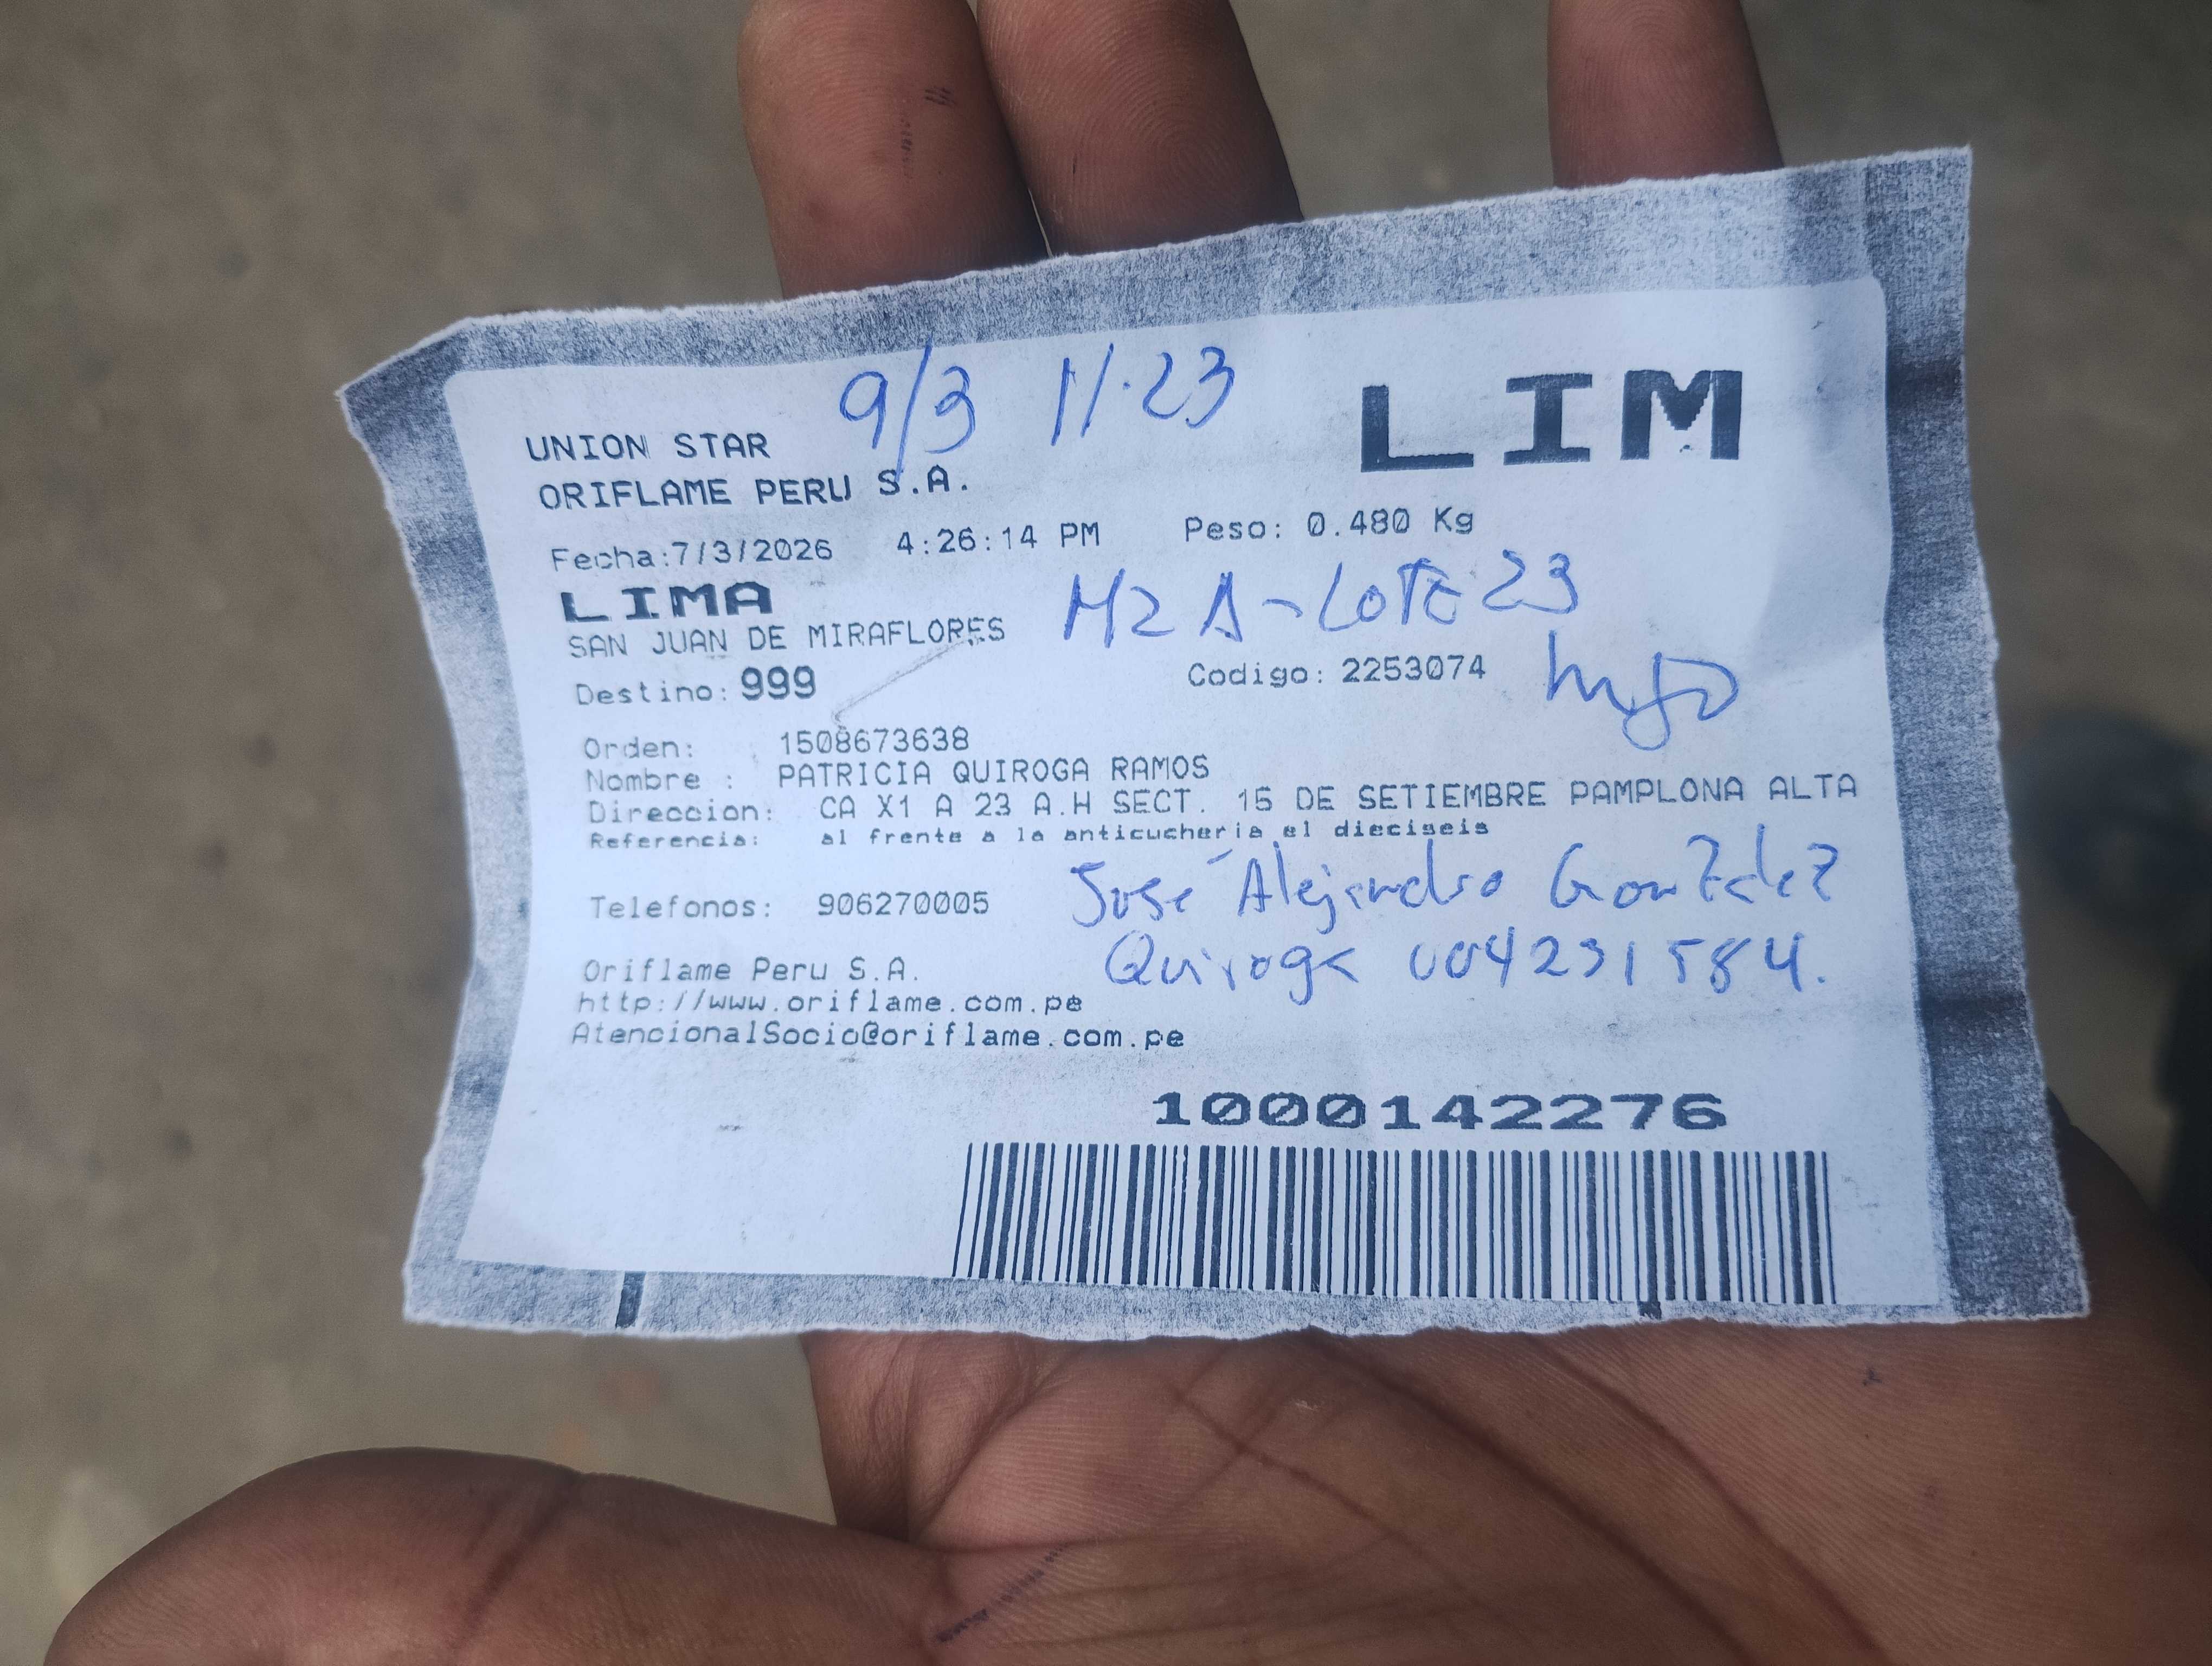 9/3 11:23
LIM
UNION STAR
ORIFLAME PERU S.A.
Fecha:7/3/2026 4:26:14 PM Peso: 0.480 Kg
LIMA
SAN JUAN DE MIRAFLORES
MZ A - LOTE 23
Destino: 999 Codigo: 2253074
Orden: 1508673638
Nombre : PATRICIA QUIROGA RAMOS
Direccion: CA X1 A 23 A.H SECT. 15 DE SETIEMBRE PAMPLONA ALTA
Referencia: al frente a la anticucheria el dieciseis
José Alejandro Gonzalez
Telefonos: 906270005
Quiroga 004231584.
Oriflame Peru S.A.
http://www.oriflame.com.pe
AtencionalSocio@oriflame.com.pe
1000142276